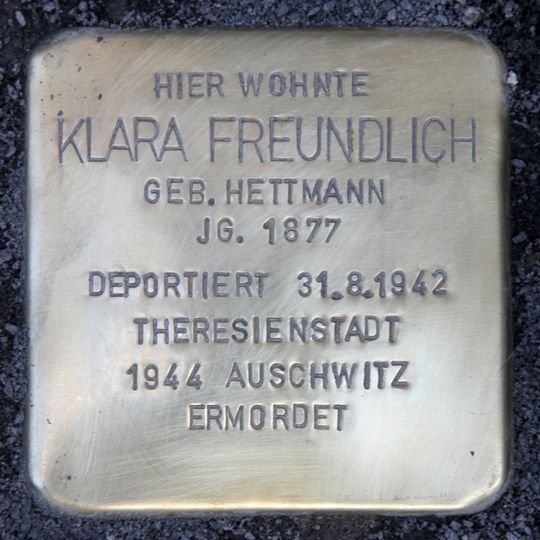 HIER WOHNTE
KLARA FREUNDLICH
GEB. HETTMANN
JG. 1877
DEPORTIERT 31.8.1942
THERESIENSTADT
1944 AUSCHWITZ
ERMORDET